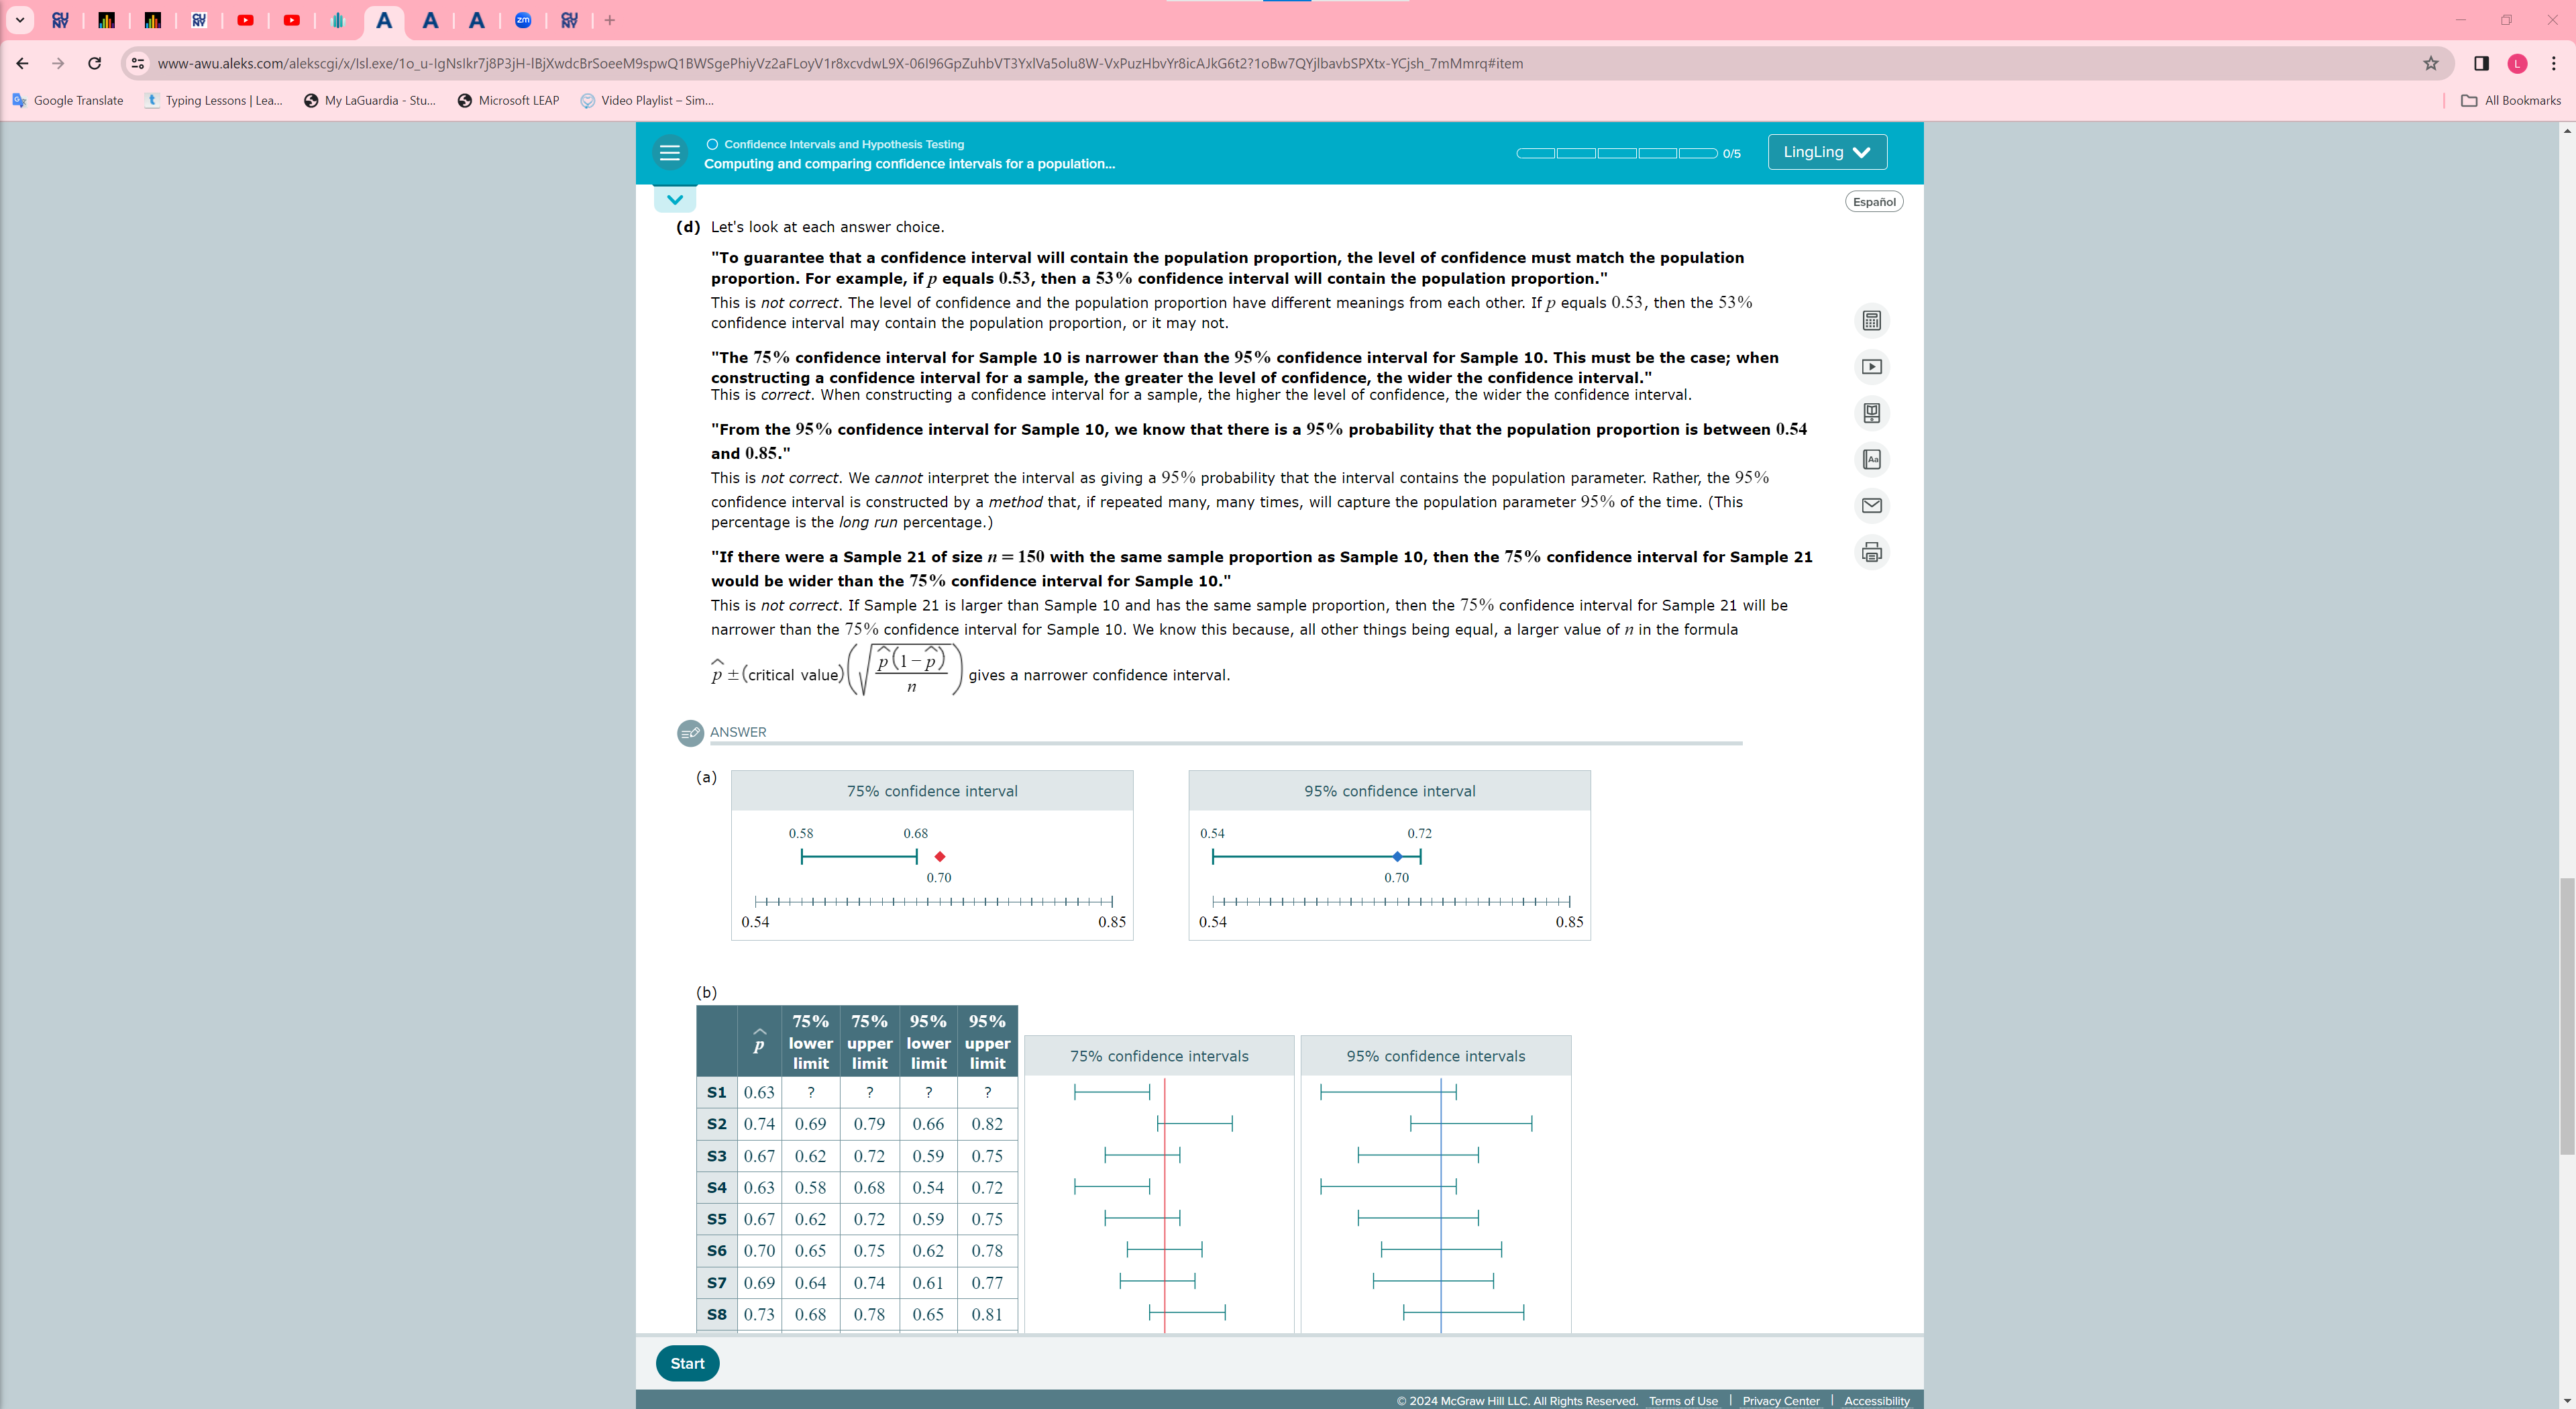 www-awu.aleks.com/alekscgi/x/Isl.exe/1o_u-IgNsIkr7j8P3jH-IBjXwdcBrSoeeM9spwQ1BWSgePhiyVz2aFLoyV1r8xcvdwL9X-06I96GpZuhbVT3YxlVa5olu8W-VxPuzHbvYr8icAJkG6t2?1oBw7QYjlbavbSPXtx-YCjsh_7mMmrq#item
Google Translate Typing Lessons | Lea... My LaGuardia - Stu... Microsoft LEAP Video Playlist – Sim... All Bookmarks
Confidence Intervals and Hypothesis Testing
Computing and comparing confidence intervals for a population...
0/5
LingLing
Español
(d) Let's look at each answer choice.
"To guarantee that a confidence interval will contain the population proportion, the level of confidence must match the population
proportion. For example, if p equals 0.53, then a 53% confidence interval will contain the population proportion."
This is not correct. The level of confidence and the population proportion have different meanings from each other. If p equals 0.53, then the 53%
confidence interval may contain the population proportion, or it may not.
"The 75% confidence interval for Sample 10 is narrower than the 95% confidence interval for Sample 10. This must be the case; when
constructing a confidence interval for a sample, the greater the level of confidence, the wider the confidence interval."
This is correct. When constructing a confidence interval for a sample, the higher the level of confidence, the wider the confidence interval.
"From the 95% confidence interval for Sample 10, we know that there is a 95% probability that the population proportion is between 0.54
and 0.85."
This is not correct. We cannot interpret the interval as giving a 95% probability that the interval contains the population parameter. Rather, the 95%
confidence interval is constructed by a method that, if repeated many, many times, will capture the population parameter 95% of the time. (This
percentage is the long run percentage.)
"If there were a Sample 21 of size n = 150 with the same sample proportion as Sample 10, then the 75% confidence interval for Sample 21
would be wider than the 75% confidence interval for Sample 10."
This is not correct. If Sample 21 is larger than Sample 10 and has the same sample proportion, then the 75% confidence interval for Sample 21 will be
narrower than the 75% confidence interval for Sample 10. We know this because, all other things being equal, a larger value of n in the formula
p̂ ± (critical value)(√(p̂(1 − p̂)/n)) gives a narrower confidence interval.
ANSWER
(a)
75% confidence interval 95% confidence interval
0.58 0.68 0.54 0.72
0.70 0.70
0.54 0.85 0.54 0.85
(b)
p̂ 75% lower limit 75% upper limit 95% lower limit 95% upper limit
75% confidence intervals 95% confidence intervals
S1 0.63 ? ? ? ?
S2 0.74 0.69 0.79 0.66 0.82
S3 0.67 0.62 0.72 0.59 0.75
S4 0.63 0.58 0.68 0.54 0.72
S5 0.67 0.62 0.72 0.59 0.75
S6 0.70 0.65 0.75 0.62 0.78
S7 0.69 0.64 0.74 0.61 0.77
S8 0.73 0.68 0.78 0.65 0.81
Start
© 2024 McGraw Hill LLC. All Rights Reserved. Terms of Use | Privacy Center | Accessibility